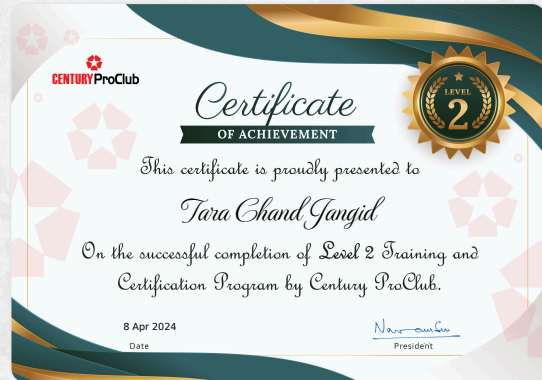 CENTURY ProClub
Certificate
OF ACHIEVEMENT
LEVEL
2
This certificate is proudly presented to
Tara Chand Jangid
On the successful completion of Level 2 Training and
Certification Program by Century ProClub.
8 Apr 2024
Date
President